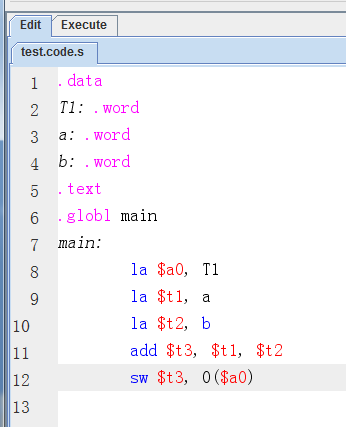 Edit Execute
test.code.s
1 .data
2 T1: .word
3 a: .word
4 b: .word
5 .text
6 .globl main
7 main:
8 la $a0, T1
9 la $t1, a
10 la $t2, b
11 add $t3, $t1, $t2
12 sw $t3, 0($a0)
13